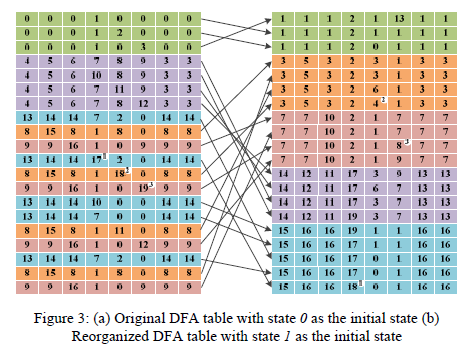 0 0 0 1 0 0 0 0
0 0 0 1 2 0 0 0
0 0 0 1 0 3 0 0
4 5 6 7 8 9 3 3
4 5 6 10 8 9 3 3
4 5 6 7 11 9 3 3
4 5 6 7 8 12 3 3
13 14 14 7 2 0 14 14
8 15 8 1 8 0 8 8
9 9 16 1 0 9 9 9
13 14 14 17¹ 2 0 14 14
8 15 8 1 18² 0 8 8
9 9 16 1 0 19³ 9 9
13 14 14 10 0 0 14 14
13 14 14 7 0 0 14 14
8 15 8 1 11 0 8 8
9 9 16 1 0 12 9 9
13 14 14 7 2 0 14 14
8 15 8 1 8 0 8 8
9 9 16 1 0 9 9 9
1 1 1 2 1 13 1 1
1 1 1 2 1 1 1 1
1 1 1 2 0 1 1 1
3 5 3 2 3 1 3 3
3 5 3 2 3 1 3 3
3 5 3 2 6 1 3 3
3 5 3 2 4² 1 3 3
7 7 10 2 1 7 7 7
7 7 10 2 1 7 7 7
7 7 10 2 1 8³ 7 7
7 7 10 2 1 9 7 7
14 12 11 17 3 9 13 13
14 12 11 17 6 7 13 13
14 12 11 17 3 7 13 13
14 12 11 19 3 7 13 13
15 16 16 19 1 1 16 16
15 16 16 17 1 1 16 16
15 16 16 17 0 1 16 16
15 16 16 17 0 1 16 16
15 16 16 18¹ 0 1 16 16
Figure 3: (a) Original DFA table with state 0 as the initial state (b)
Reorganized DFA table with state 1 as the initial state